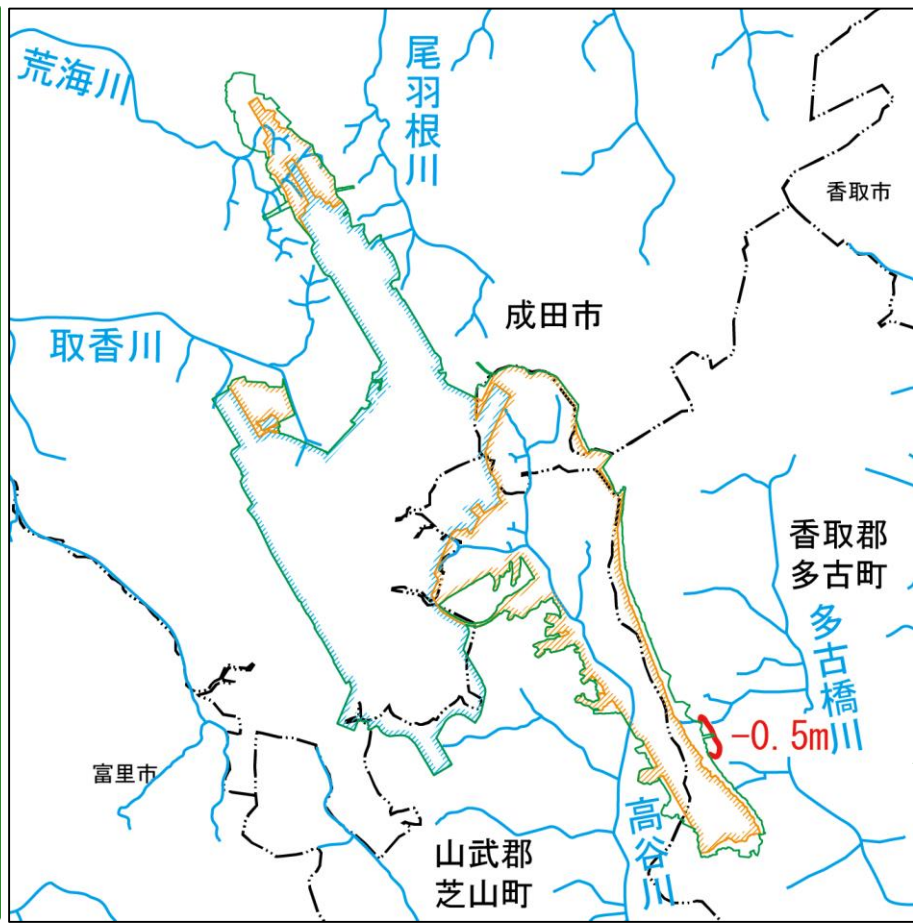 荒海川
尾羽根川
香取市
成田市
取香川
香取郡
多古町
多古橋川
-0.5m
富里市
高谷川
山武郡
芝山町